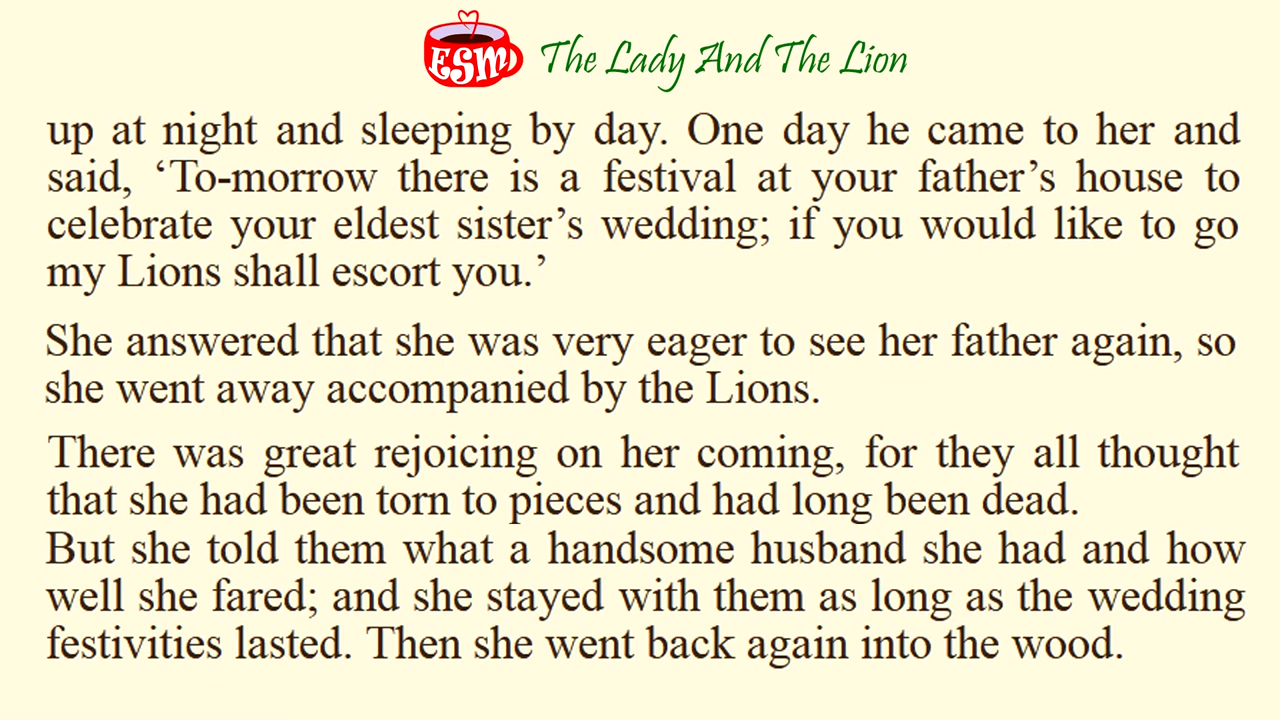 ESM The Lady And The Lion
up at night and sleeping by day. One day he came to her and
said, ‘To-morrow there is a festival at your father’s house to
celebrate your eldest sister’s wedding; if you would like to go
my Lions shall escort you.’
She answered that she was very eager to see her father again, so
she went away accompanied by the Lions.
There was great rejoicing on her coming, for they all thought
that she had been torn to pieces and had long been dead.
But she told them what a handsome husband she had and how
well she fared; and she stayed with them as long as the wedding
festivities lasted. Then she went back again into the wood.